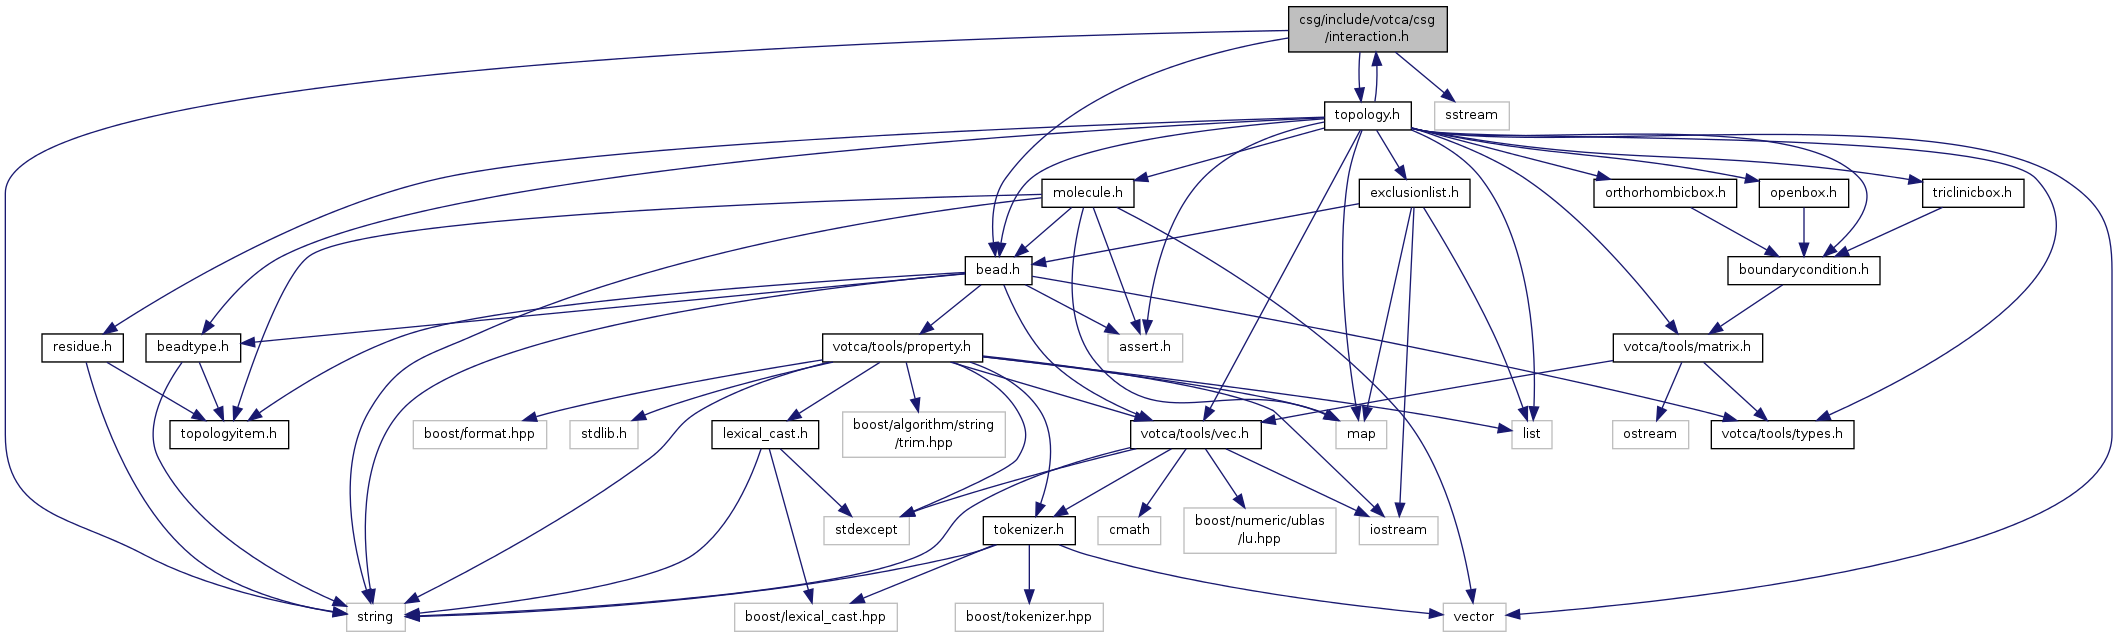 csg/include/votca/csg
/interaction.h
topology.h
sstream
molecule.h
exclusionlist.h
orthorhombicbox.h
openbox.h
triclinicbox.h
bead.h
boundarycondition.h
residue.h
beadtype.h
votca/tools/property.h
assert.h
votca/tools/matrix.h
topologyitem.h
boost/format.hpp
stdlib.h
lexical_cast.h
boost/algorithm/string
/trim.hpp
votca/tools/vec.h
map
list
ostream
votca/tools/types.h
stdexcept
tokenizer.h
cmath
boost/numeric/ublas
/lu.hpp
iostream
string
boost/lexical_cast.hpp
boost/tokenizer.hpp
vector